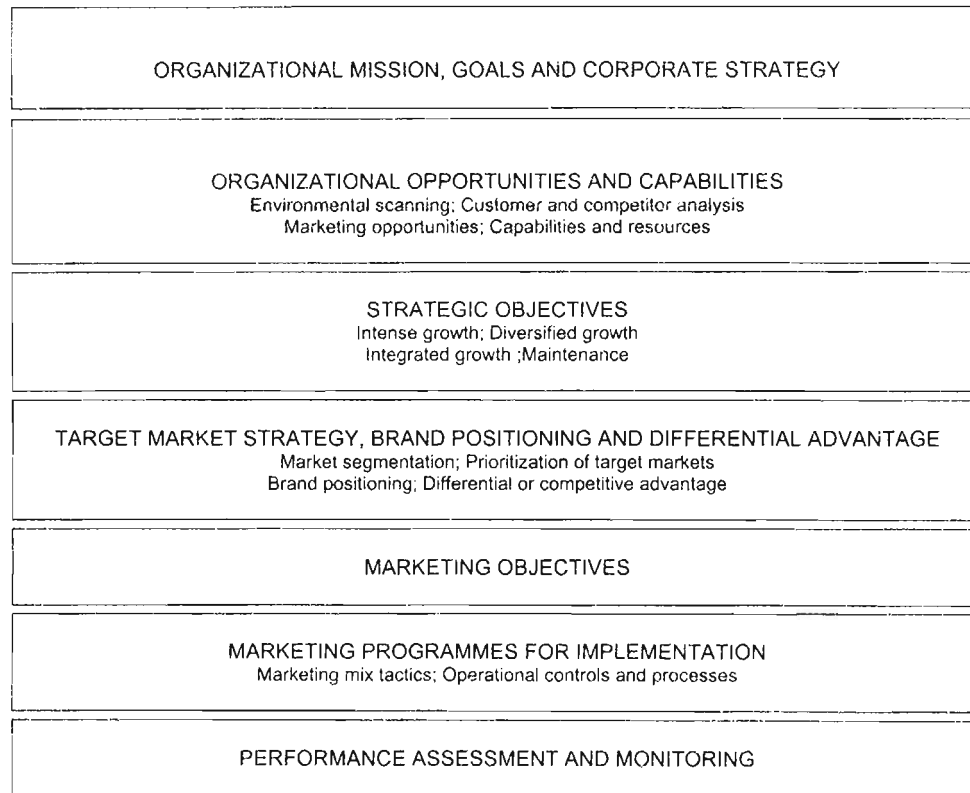 ORGANIZATIONAL MISSION, GOALS AND CORPORATE STRATEGY
ORGANIZATIONAL OPPORTUNITIES AND CAPABILITIES
Environmental scanning; Customer and competitor analysis
Marketing opportunities; Capabilities and resources
STRATEGIC OBJECTIVES
Intense growth; Diversified growth
Integrated growth ;Maintenance
TARGET MARKET STRATEGY, BRAND POSITIONING AND DIFFERENTIAL ADVANTAGE
Market segmentation; Prioritization of target markets
Brand positioning; Differential or competitive advantage
MARKETING OBJECTIVES
MARKETING PROGRAMMES FOR IMPLEMENTATION
Marketing mix tactics; Operational controls and processes
PERFORMANCE ASSESSMENT AND MONITORING